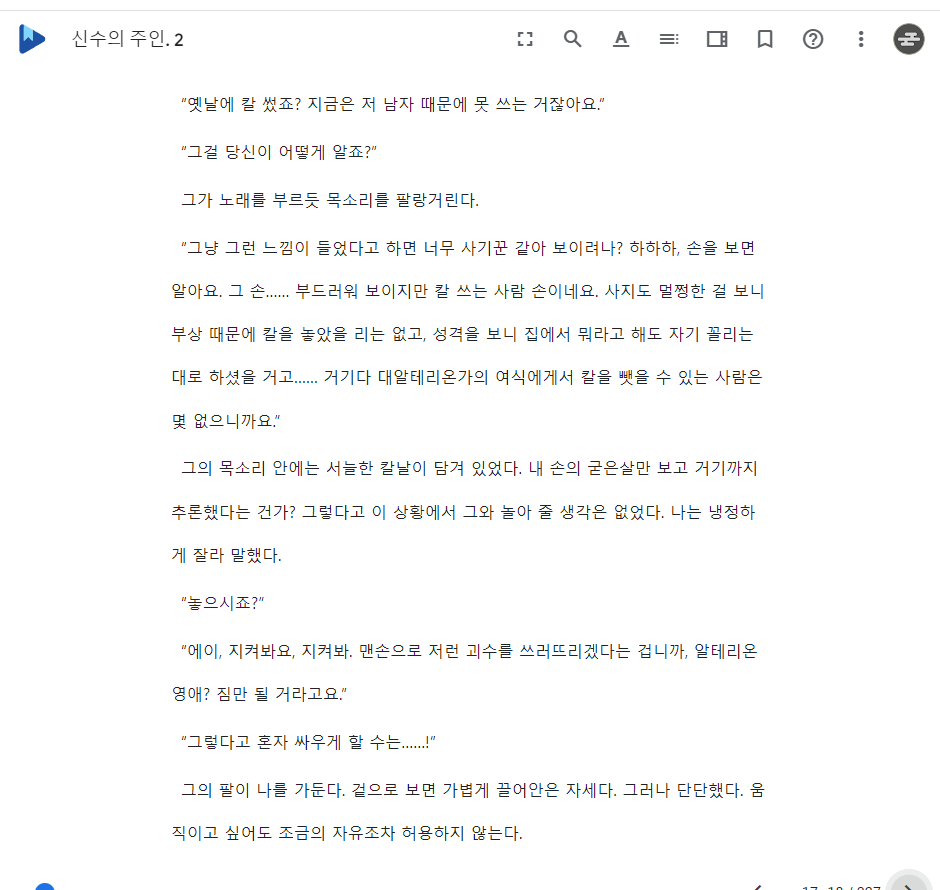 신수의 주인. 2
"옛날에 칼 썼죠? 지금은 저 남자 때문에 못 쓰는 거잖아요."
"그걸 당신이 어떻게 알죠?"
그가 노래를 부르듯 목소리를 팔랑거린다.
"그냥 그런 느낌이 들었다고 하면 너무 사기꾼 같아 보이려나? 하하하, 손을 보면
알아요. 그 손...... 부드러워 보이지만 칼 쓰는 사람 손이네요. 사지도 멀쩡한 걸 보니
부상 때문에 칼을 놓았을 리는 없고, 성격을 보니 집에서 뭐라고 해도 자기 꼴리는
대로 하셨을 거고...... 거기다 대알테리온가의 여식에게서 칼을 뺏을 수 있는 사람은
몇 없으니까요."
그의 목소리 안에는 서늘한 칼날이 담겨 있었다. 내 손의 굳은살만 보고 거기까지
추론했다는 건가? 그렇다고 이 상황에서 그와 놀아 줄 생각은 없었다. 나는 냉정하
게 잘라 말했다.
"놓으시죠?"
"에이, 지켜봐요, 지켜봐. 맨손으로 저런 괴수를 쓰러뜨리겠다는 겁니까, 알테리온
영애? 짐만 될 거라고요."
"그렇다고 혼자 싸우게 할 수는......!"
그의 팔이 나를 가둔다. 겉으로 보면 가볍게 끌어안은 자세다. 그러나 단단했다. 움
직이고 싶어도 조금의 자유조차 허용하지 않는다.